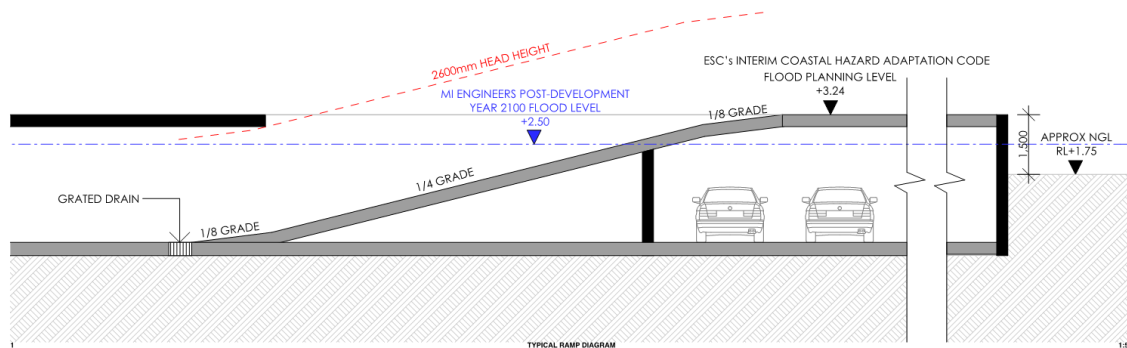 2600mm HEAD HEIGHT
ESC's INTERIM COASTAL HAZARD ADAPTATION CODE
FLOOD PLANNING LEVEL
+3.24
MI ENGINEERS POST-DEVELOPMENT
YEAR 2100 FLOOD LEVEL
+2.50
1/8 GRADE
1.500
APPROX NGL
RL+1.75
1/4 GRADE
GRATED DRAIN
1/8 GRADE
1
TYPICAL RAMP DIAGRAM